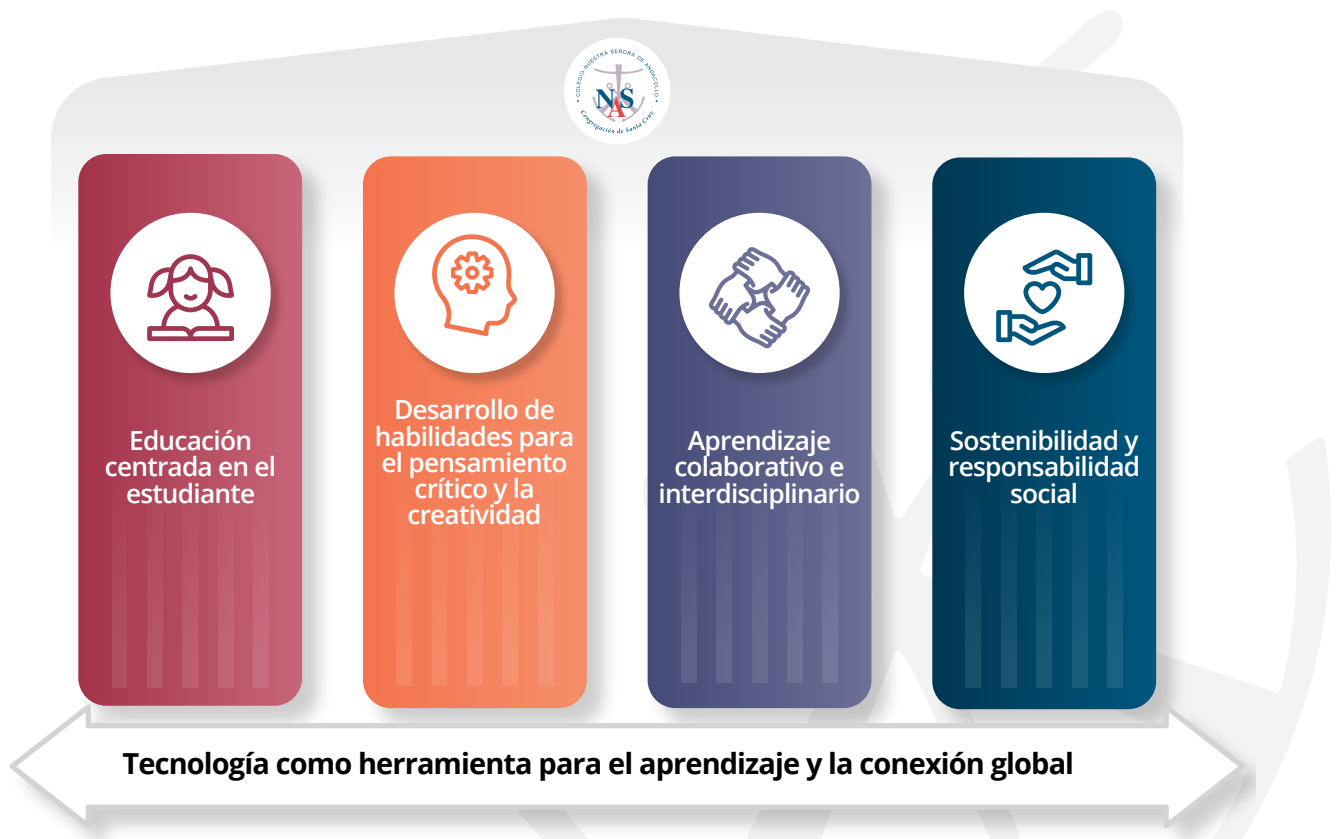 • COLEGIO NUESTRA SEÑORA DE ANDACOLLO •
NAS
Congregación de Santa Cruz
Educación
centrada en el
estudiante
Desarrollo de
habilidades para
el pensamiento
crítico y la
creatividad
Aprendizaje
colaborativo e
interdisciplinario
Sostenibilidad y
responsabilidad
social
Tecnología como herramienta para el aprendizaje y la conexión global